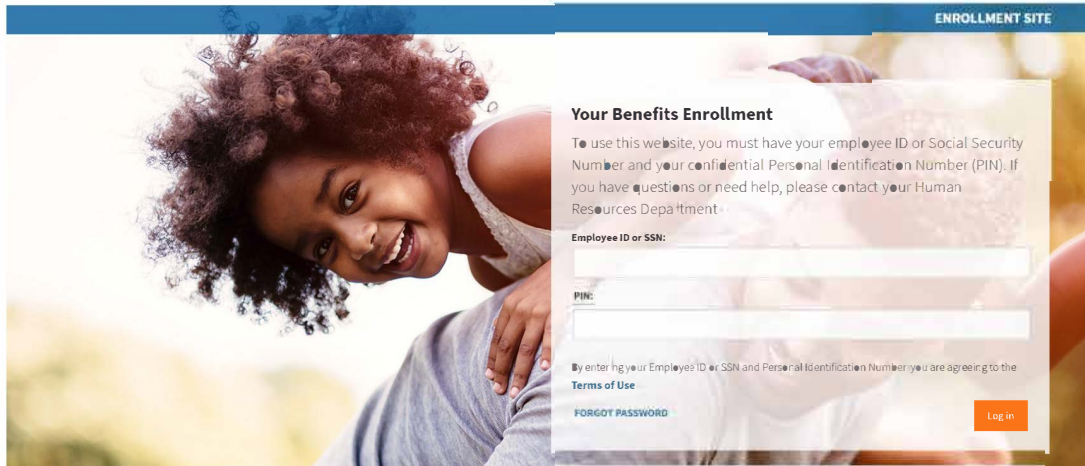 ENROLLMENT SITE
Your Benefits Enrollment
To use this website, you must have your employee ID or Social Security
Number and your confidential Personal Identification Number (PIN). If
you have questions or need help, please contact your Human
Resources Department
Employee ID or SSN:
PIN:
By entering your Employee ID or SSN and Personal Identification Number you are agreeing to the
Terms of Use
FORGOT PASSWORD
Log in